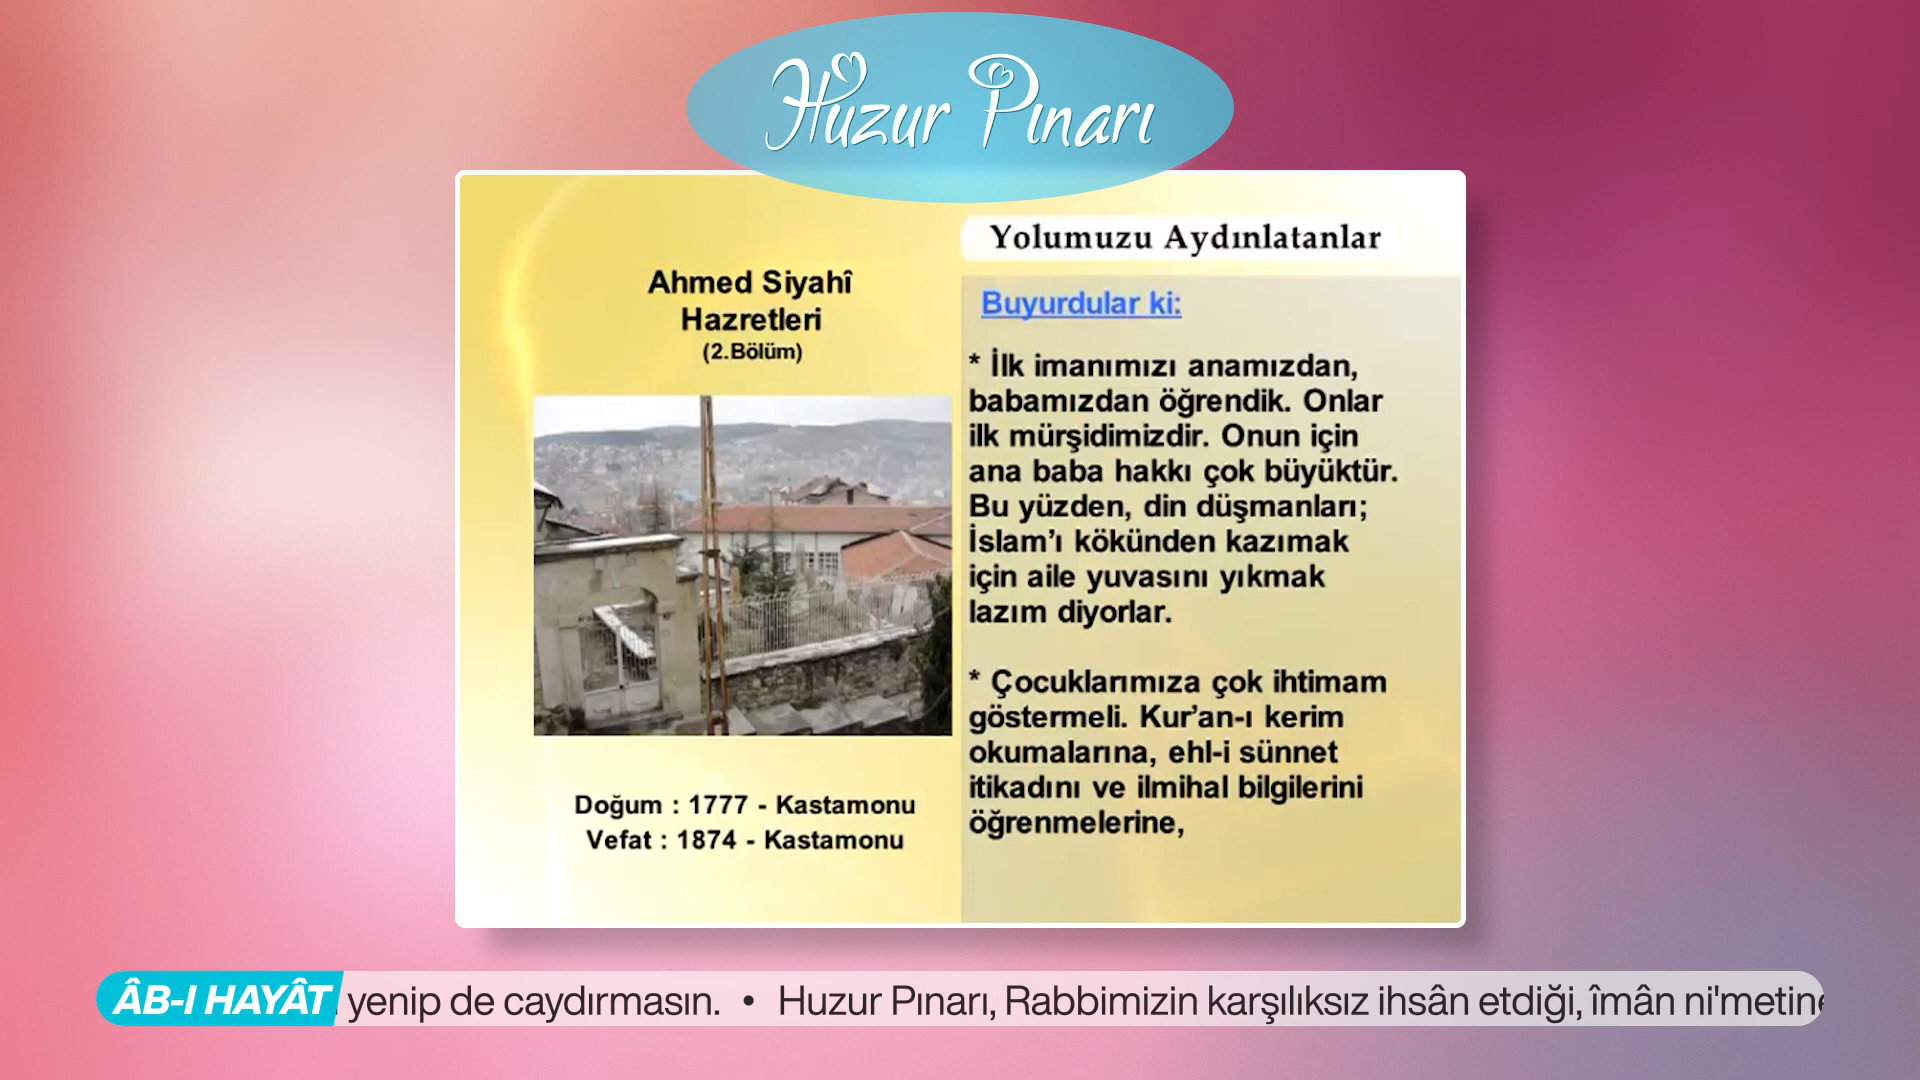 Huzur Pınarı
Yolumuzu Aydınlatanlar
Ahmed Siyahî
Hazretleri
(2.Bölüm)
Doğum : 1777 - Kastamonu
Vefat : 1874 - Kastamonu
Buyurdular ki:
* İlk imanımızı anamızdan,
babamızdan öğrendik. Onlar
ilk mürşidimizdir. Onun için
ana baba hakkı çok büyüktür.
Bu yüzden, din düşmanları;
İslam’ı kökünden kazımak
için aile yuvasını yıkmak
lazım diyorlar.
* Çocuklarımıza çok ihtimam
göstermeli. Kur’an-ı kerim
okumalarına, ehl-i sünnet
itikadını ve ilmihal bilgilerini
öğrenmelerine,
ÂB-I HAYÂT yenip de caydırmasın. • Huzur Pınarı, Rabbimizin karşılıksız ihsân etdiği, îmân ni'metine